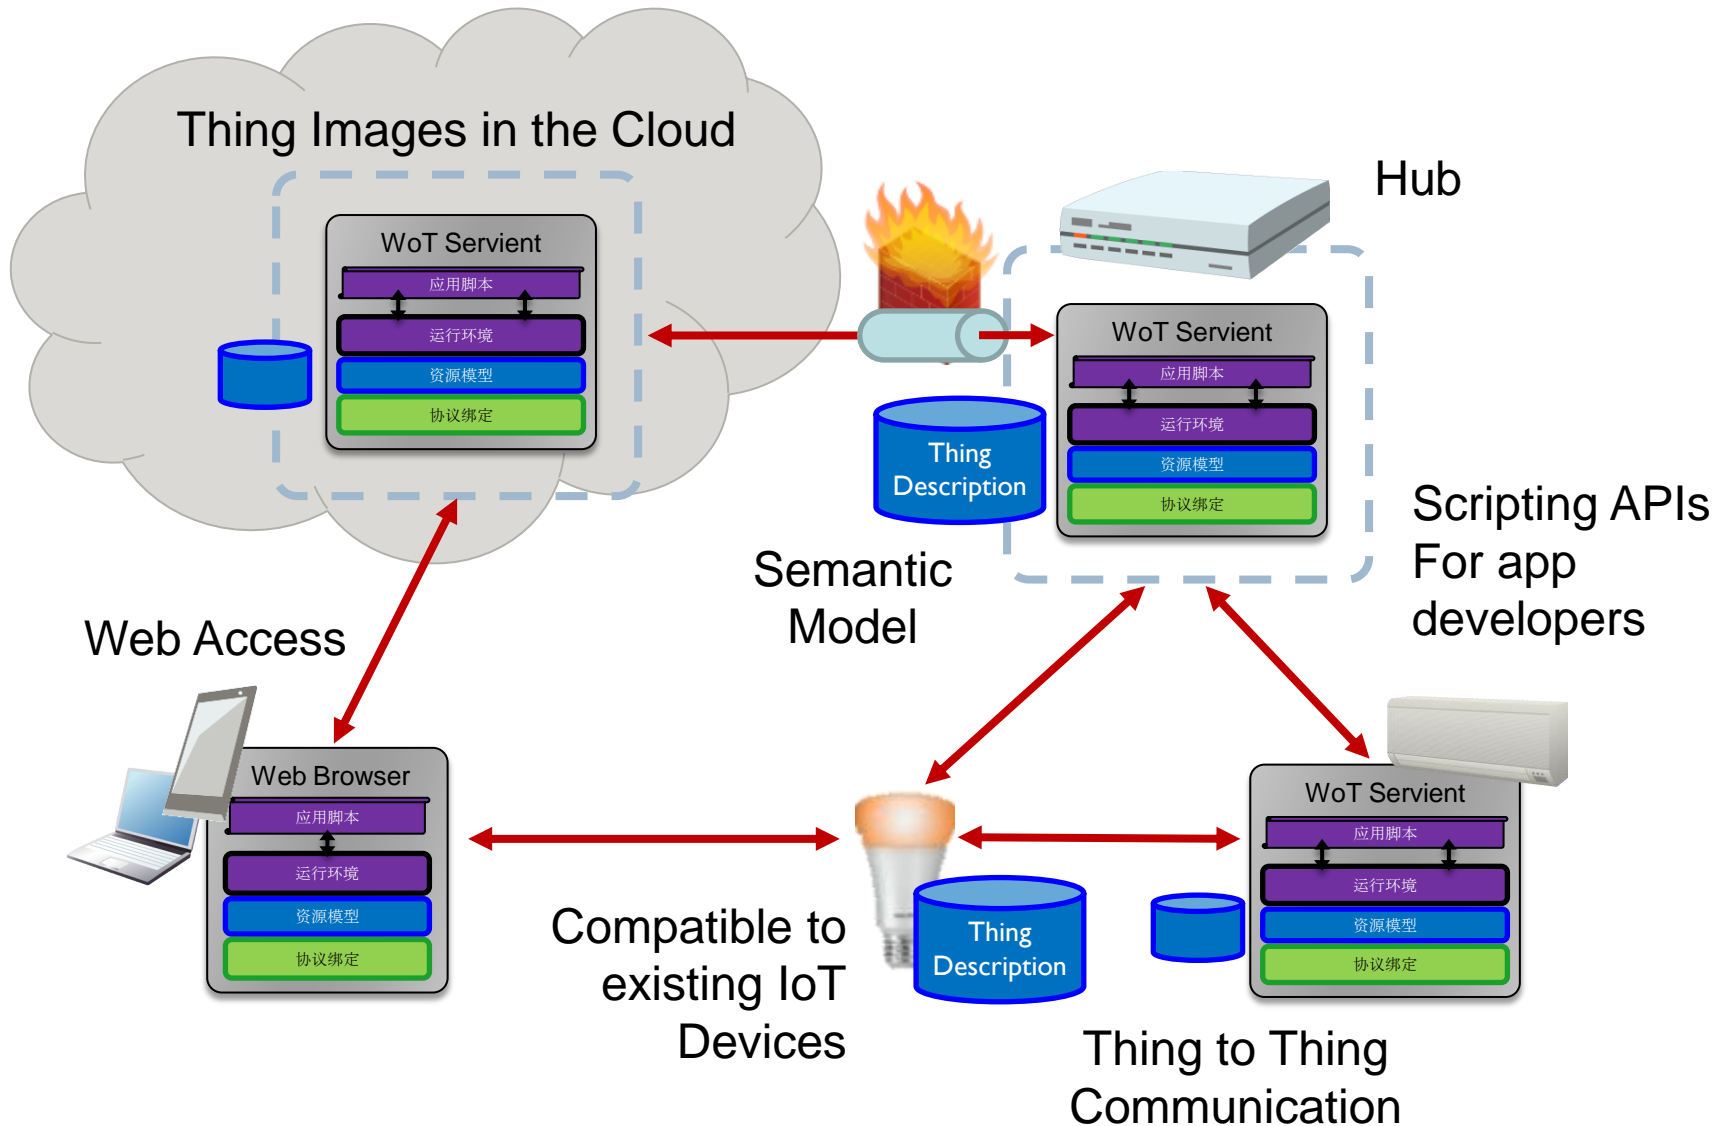 Thing Images in the Cloud
WoT Servient
应用脚本
运行环境
资源模型
协议绑定
Hub
WoT Servient
应用脚本
运行环境
资源模型
协议绑定
Thing
Description
Semantic
Model
Scripting APIs
For app
developers
Web Access
Web Browser
应用脚本
运行环境
资源模型
协议绑定
Compatible to
existing IoT
Devices
Thing
Description
WoT Servient
应用脚本
运行环境
资源模型
协议绑定
Thing to Thing
Communication